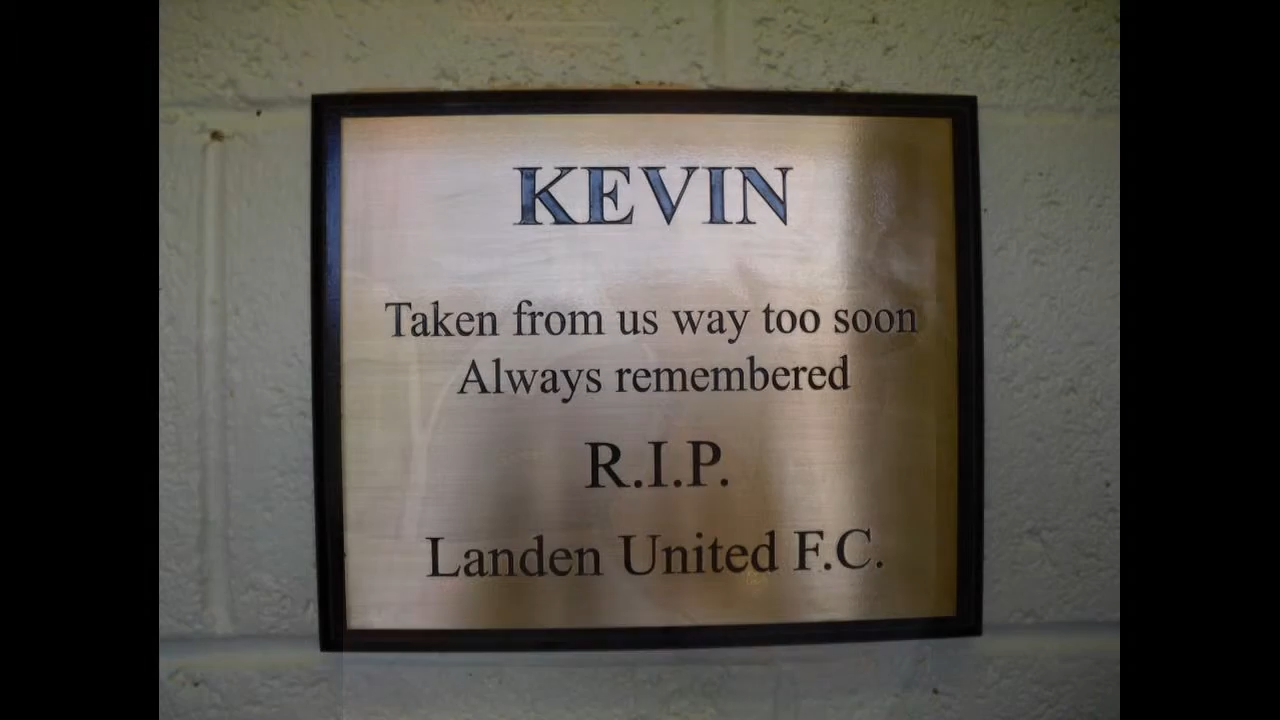 KEVIN
Taken from us way too soon
Always remembered
R.I.P.
Landen United F.C.